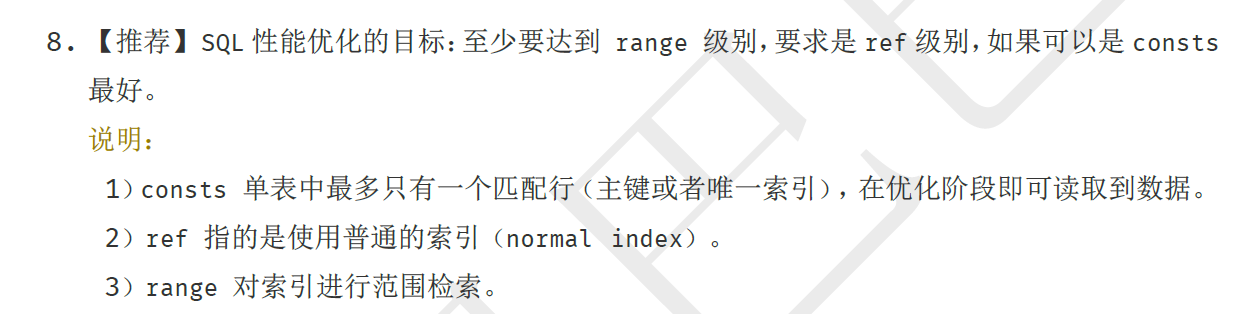 8. 【推荐】SQL 性能优化的目标:至少要达到 range 级别,要求是 ref 级别,如果可以是 consts
最好。
说明:
1)consts 单表中最多只有一个匹配行(主键或者唯一索引),在优化阶段即可读取到数据。
2)ref 指的是使用普通的索引(normal index)。
3)range 对索引进行范围检索。